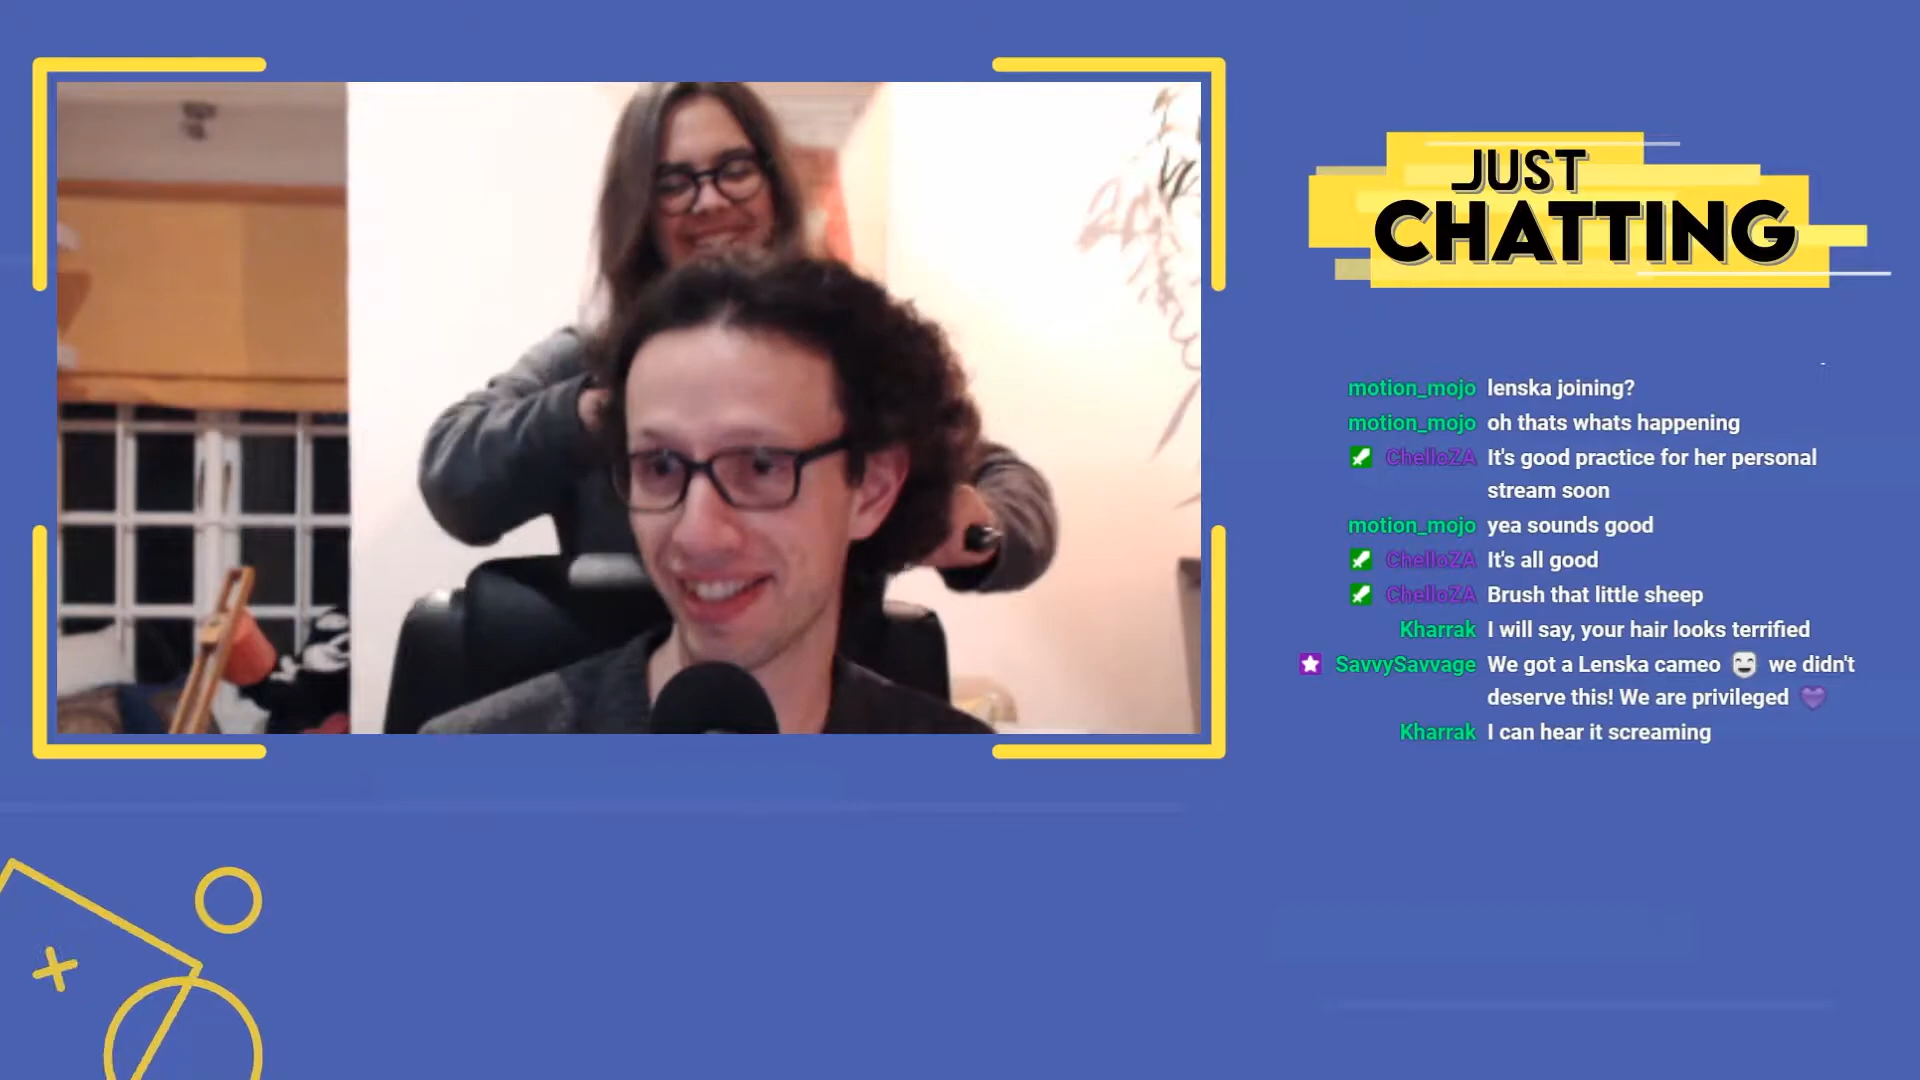 JUST
CHATTING
motion_mojo lenska joining?
motion_mojo oh thats whats happening
ChelloZA It's good practice for her personal
stream soon
motion_mojo yea sounds good
ChelloZA It's all good
ChelloZA Brush that little sheep
Kharrak I will say, your hair looks terrified
SavvySavvage We got a Lenska cameo we didn't
deserve this! We are privileged
Kharrak I can hear it screaming